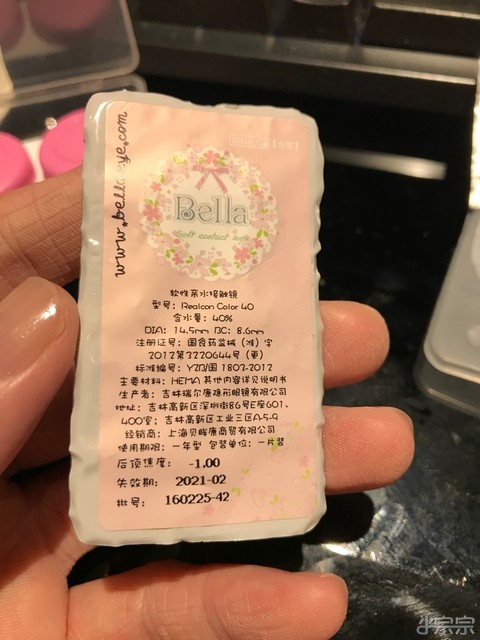 www.bellaeye.com
Bella
Soft contact lens
软性亲水接触镜
型号: Realcon Color 40
含水量: 40%
DIA: 14.5mm BC: 8.6mm
注册证号: 国食药监械(准)字
2012第3220644号(更)
标准编号: YZB/国 1803-2012
主要材料: HEMA 其他内容详见说明书
生产者: 吉林瑞尔康隐形眼镜有限公司
地址: 吉林高新区深圳街86号E座601、
400室; 吉林高新区工业三区A-5-9
经销商: 上海贝眸康商贸有限公司
使用期限: 一年型 包装单位: 一片装
后顶焦度: -1.00
失效期: 2021-02
批号: 160225-42